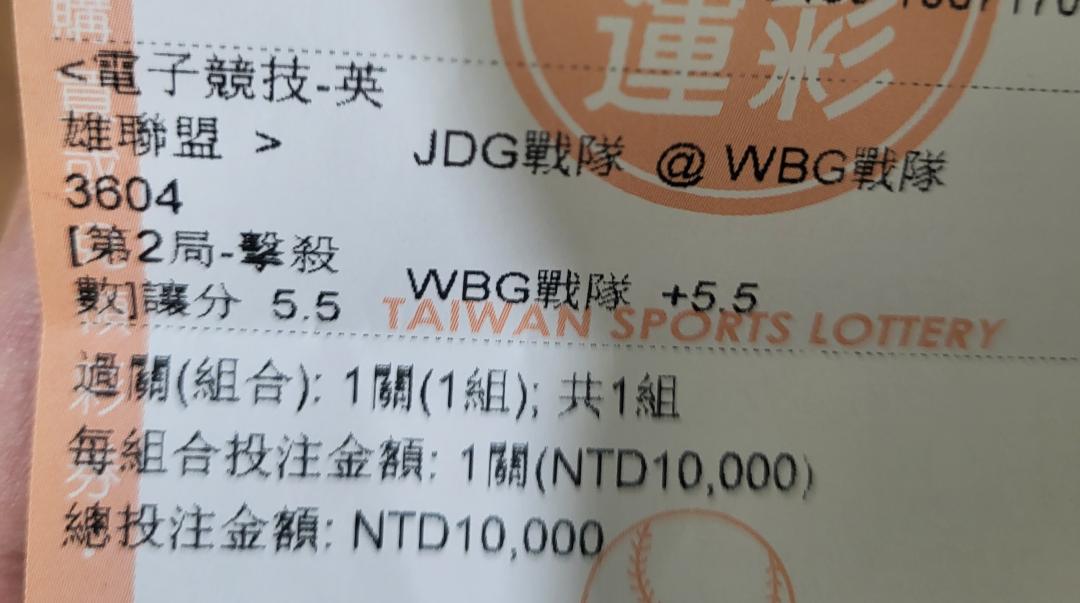 運彩
<電子競技-英
雄聯盟 > JDG戰隊 @ WBG戰隊
3604
[第2局-擊殺
數]讓分 5.5 WBG戰隊 +5.5
TAIWAN SPORTS LOTTERY
過關(組合): 1關(1組); 共1組
每組合投注金額: 1關(NTD10,000)
總投注金額: NTD10,000